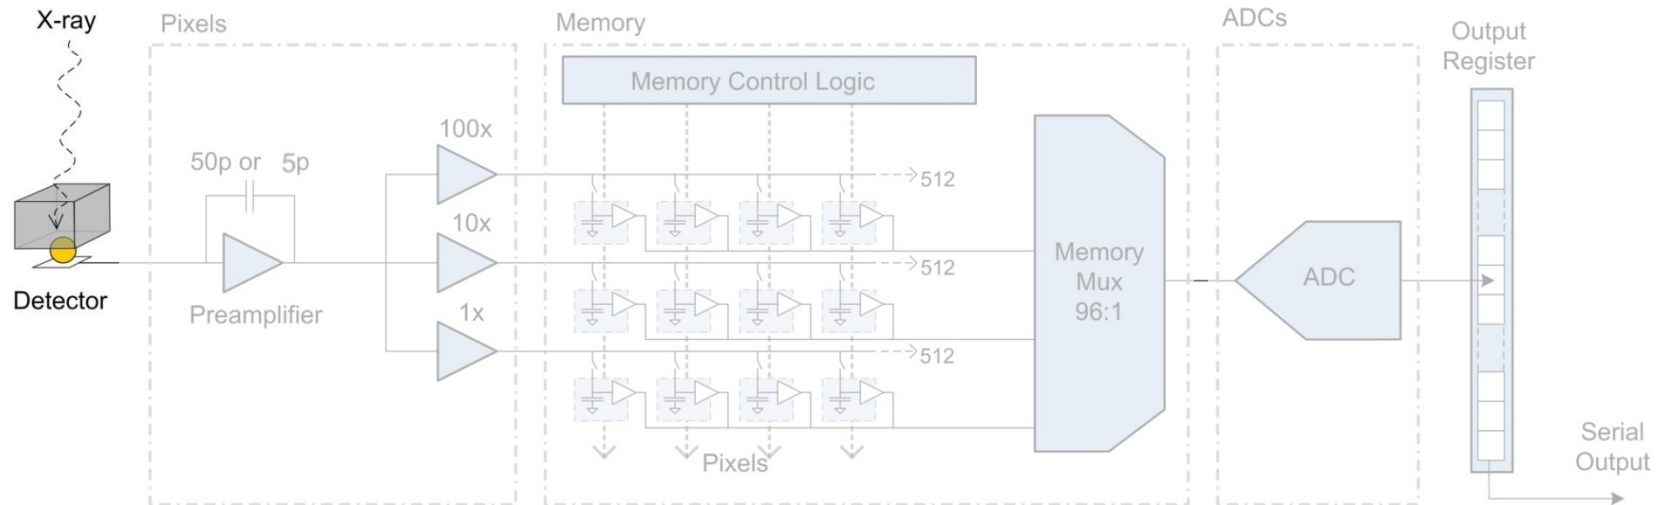 X-ray
Pixels
Memory
ADCs
Output
Register
Memory Control Logic
100x
50p or 5p
512
10x
Memory
Mux
96:1
512
ADC
Detector
Preamplifier
1x
512
Pixels
Serial
Output